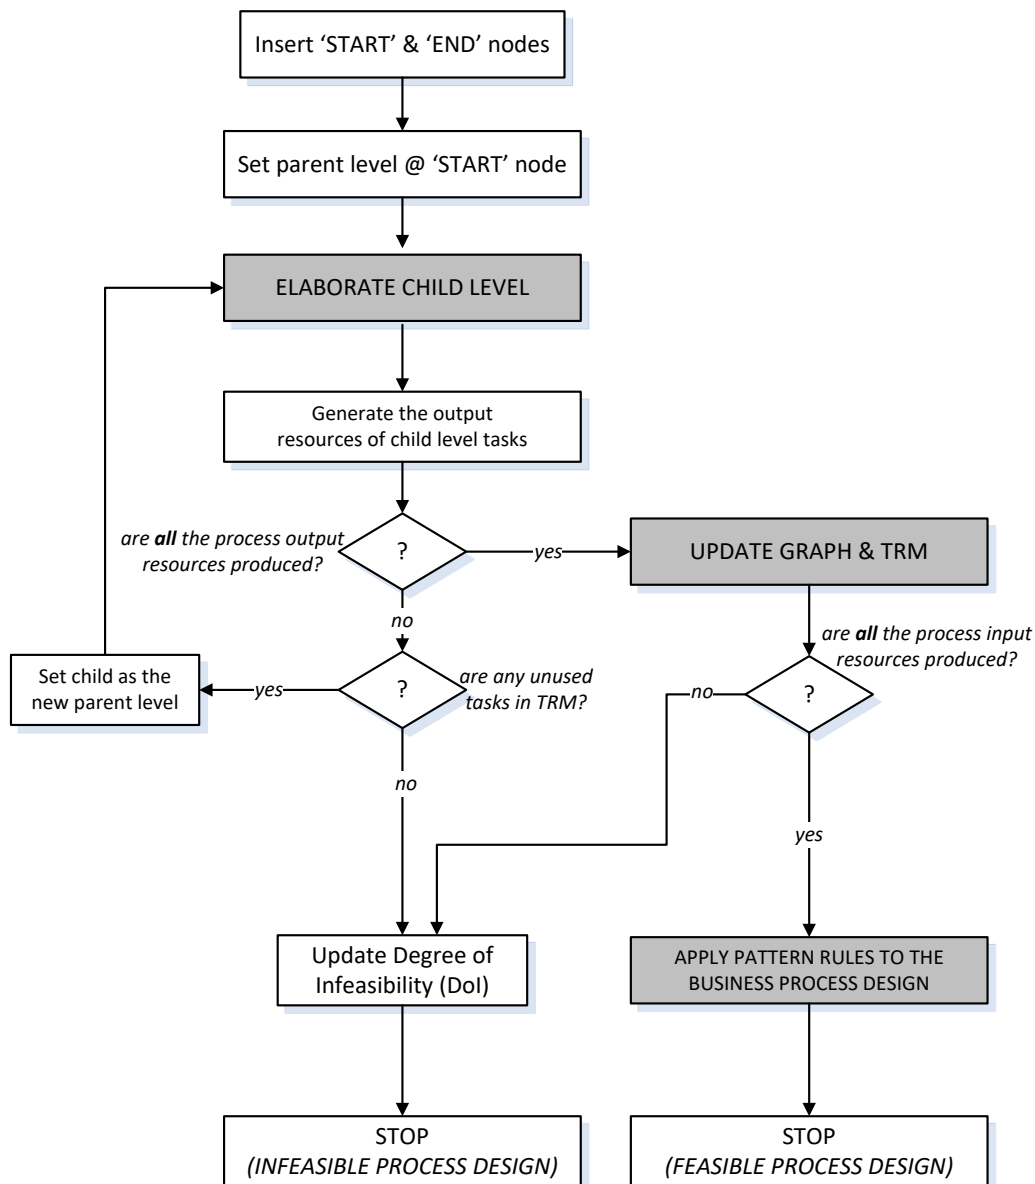 Insert ‘START’ & ‘END’ nodes
Set parent level @ ‘START’ node
ELABORATE CHILD LEVEL
Generate the output
resources of child level tasks
are all the process output
resources produced?
?
yes
UPDATE GRAPH & TRM
no
are all the process input
resources produced?
Set child as the
new parent level
yes
?
are any unused
tasks in TRM?
no
?
no
yes
Update Degree of
Infeasibility (DoI)
APPLY PATTERN RULES TO THE
BUSINESS PROCESS DESIGN
STOP
(INFEASIBLE PROCESS DESIGN)
STOP
(FEASIBLE PROCESS DESIGN)